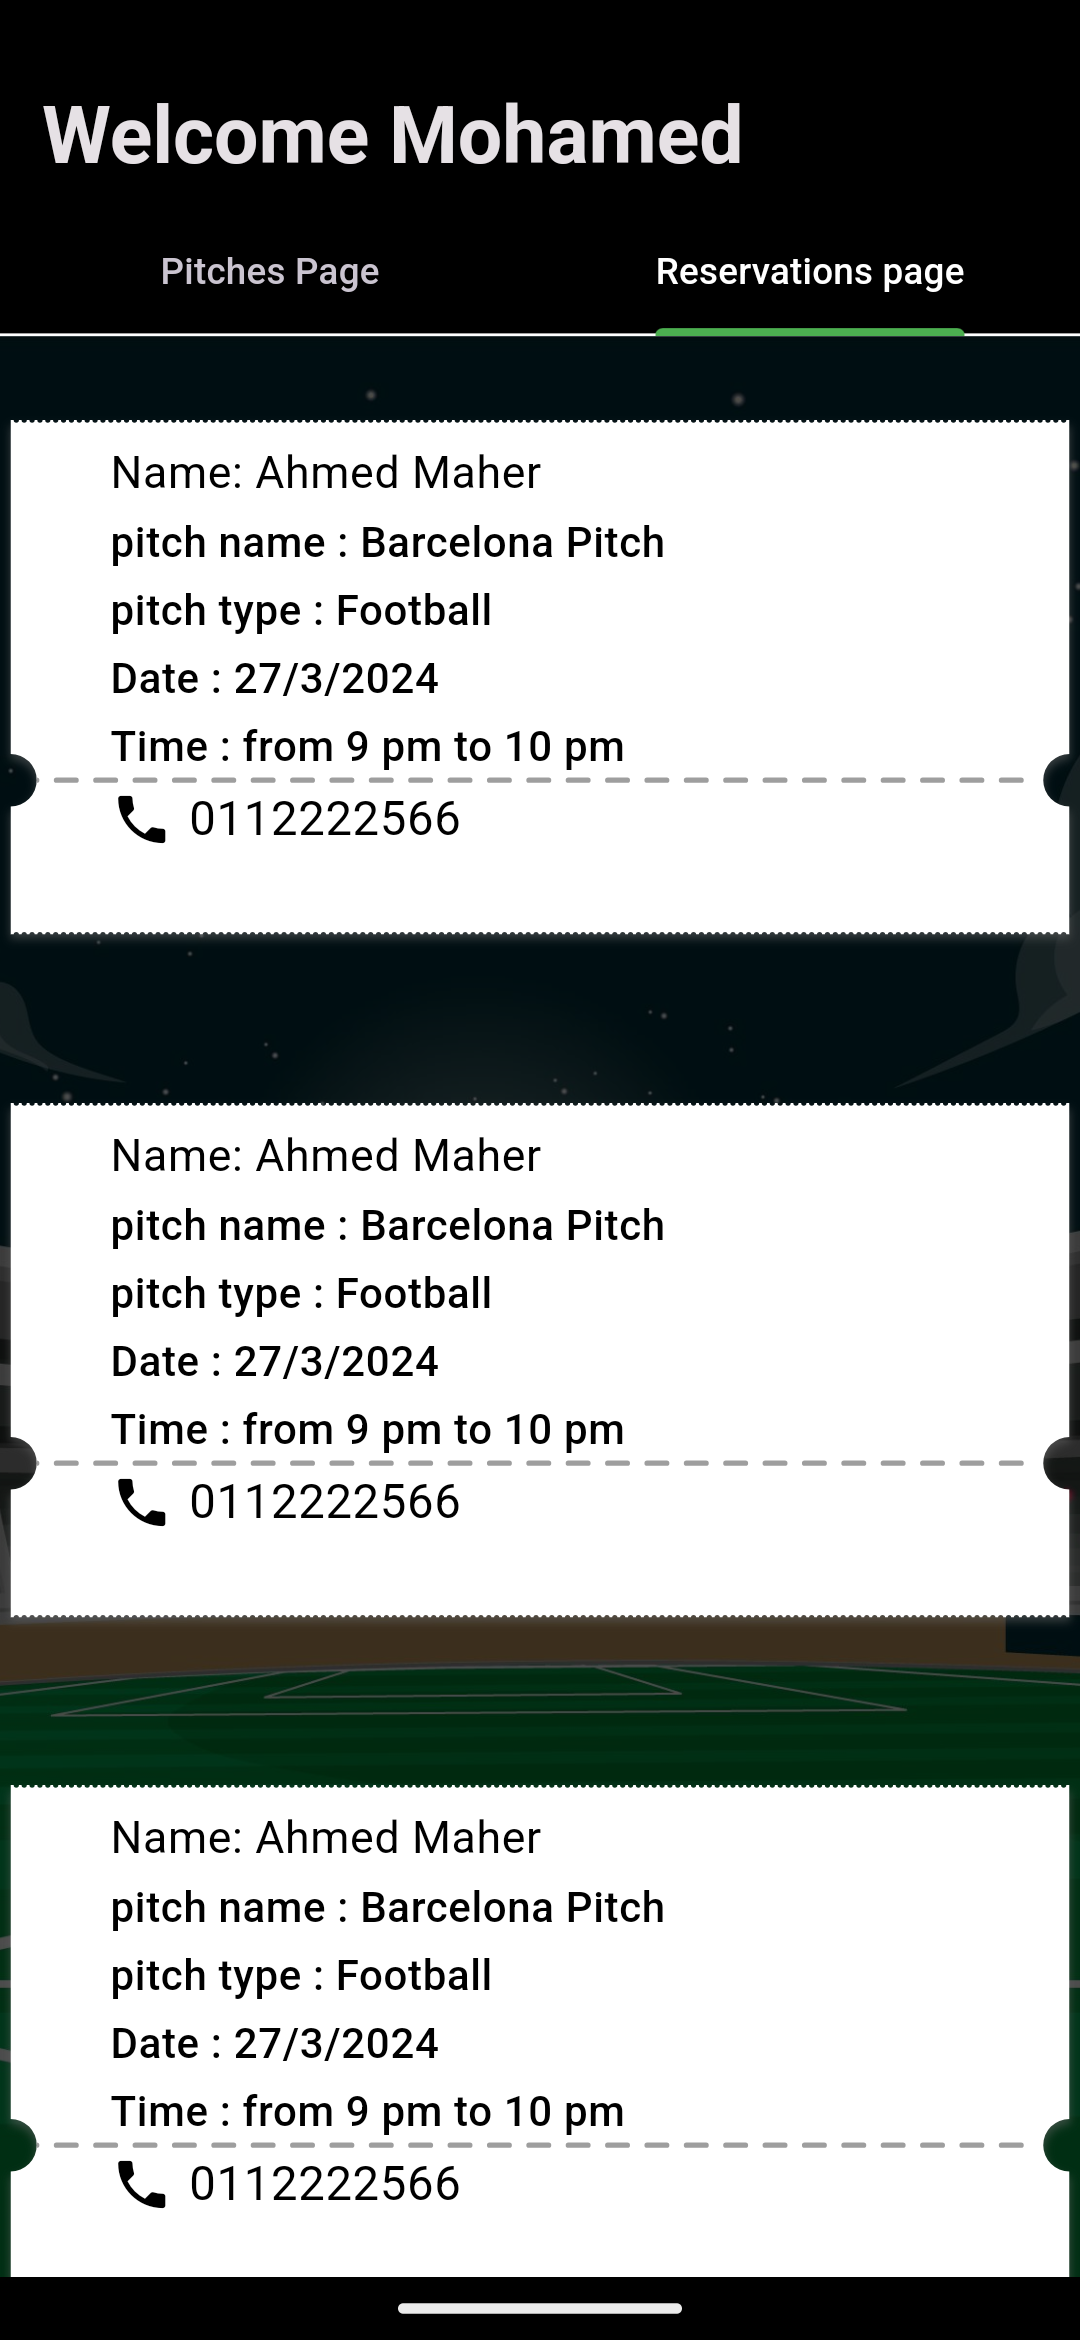 Welcome Mohamed
Pitches Page
Reservations page
Name: Ahmed Maher
pitch name : Barcelona Pitch
pitch type : Football
Date : 27/3/2024
Time : from 9 pm to 10 pm
0112222566
Name: Ahmed Maher
pitch name : Barcelona Pitch
pitch type : Football
Date : 27/3/2024
Time : from 9 pm to 10 pm
0112222566
Name: Ahmed Maher
pitch name : Barcelona Pitch
pitch type : Football
Date : 27/3/2024
Time : from 9 pm to 10 pm
0112222566